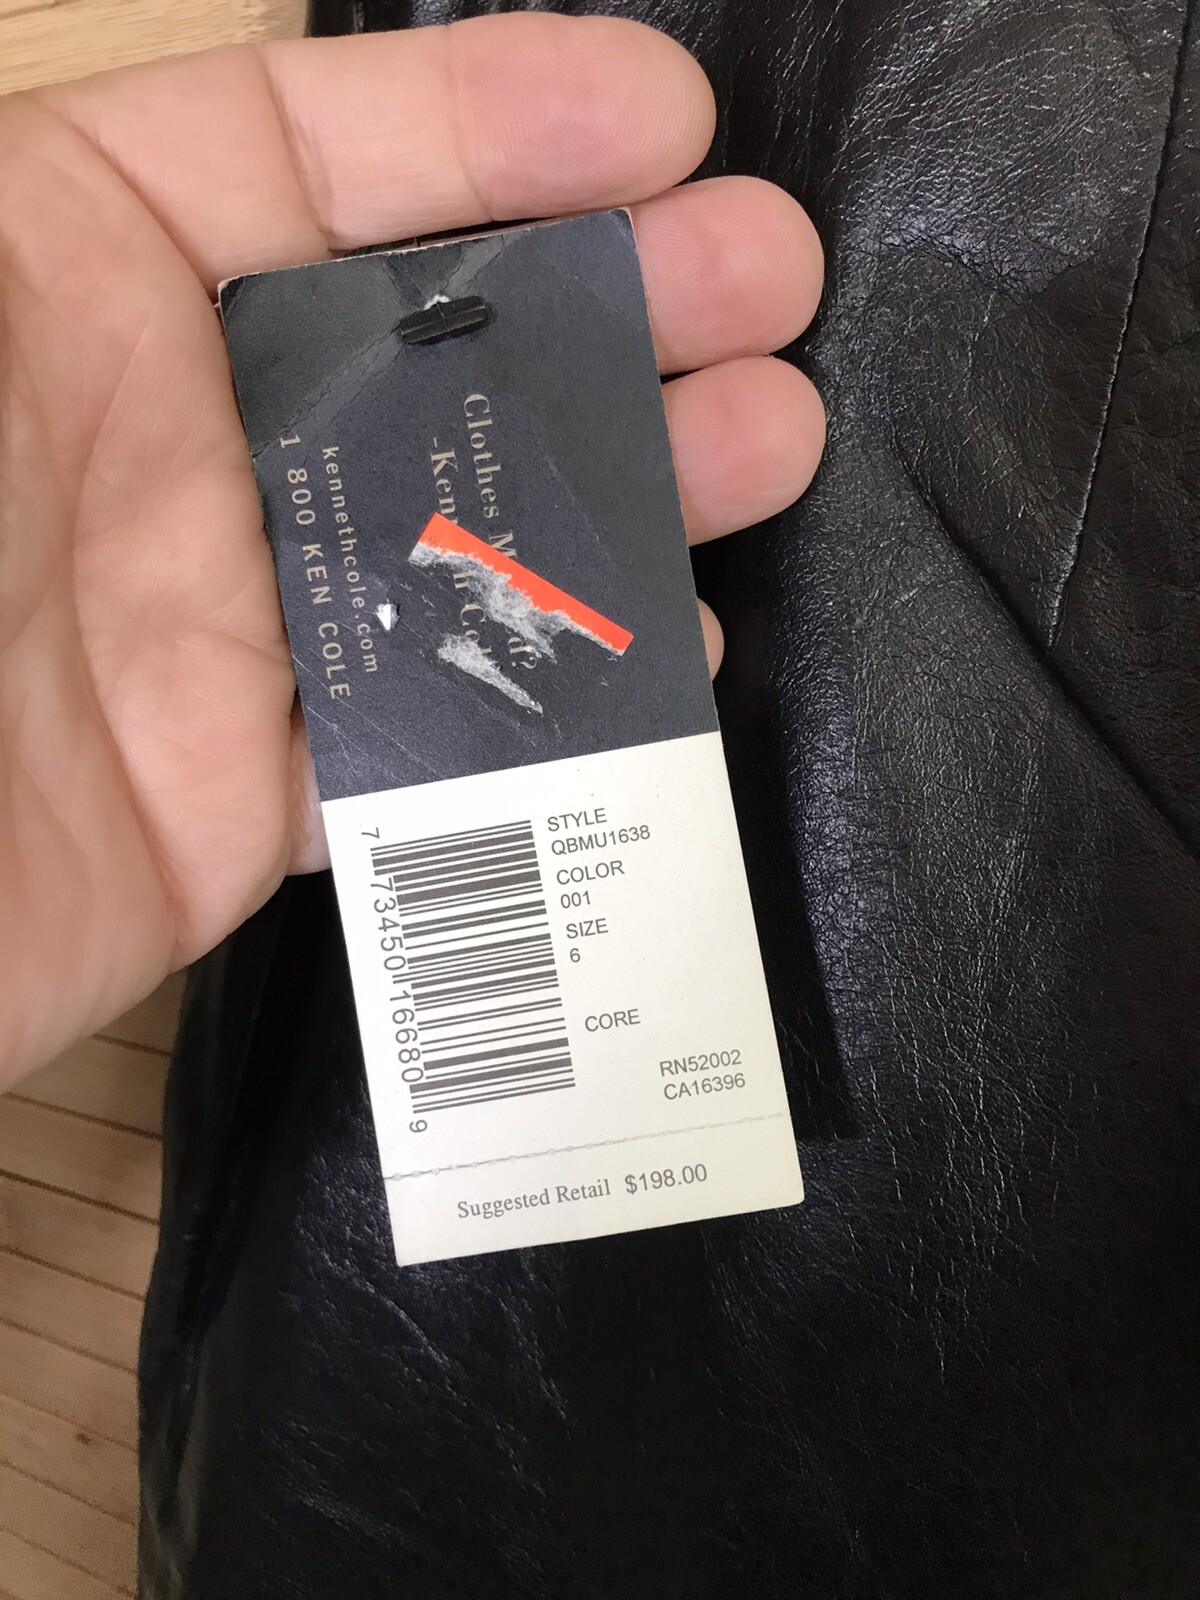 Clothes M d?
-Ken
kennethcole.com
1 800 KEN COLE
7 73450 16680 9
STYLE
QBMU1638
COLOR
001
SIZE
6
CORE
RN52002
CA16396
Suggested Retail $198.00